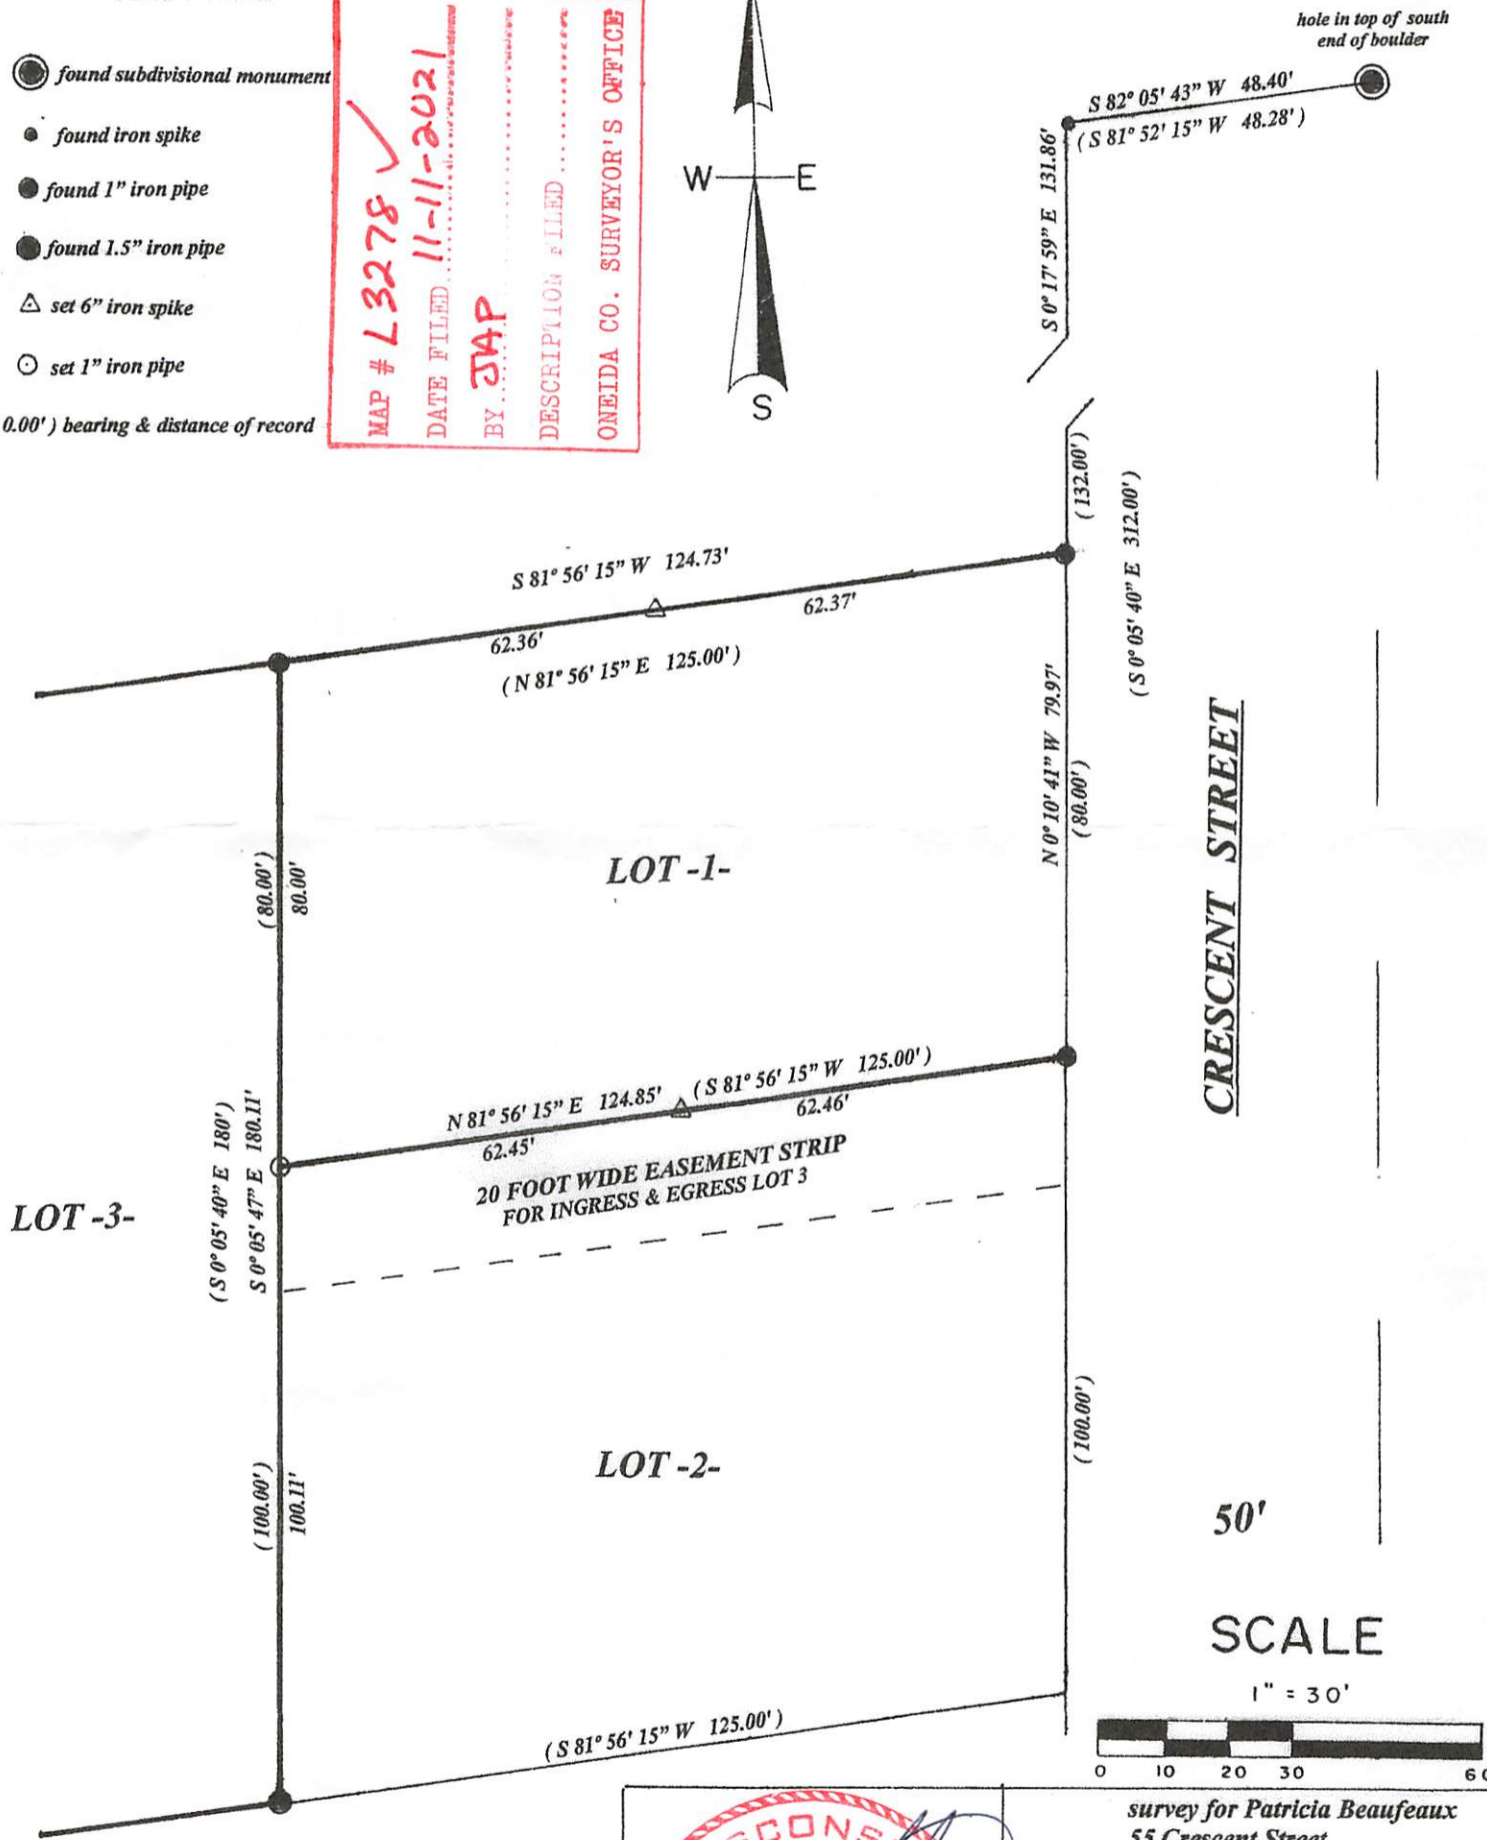 hole in top of south
end of boulder
found subdivisional monument
found iron spike
found 1” iron pipe
found 1.5” iron pipe
set 6” iron spike
set 1” iron pipe
0.00' ) bearing & distance of record
MAP # L3278 ✓
DATE FILED 11-11-2021
BY JAP
DESCRIPTION FILED
ONEIDA CO. SURVEYOR'S OFFICE
W E
S
S 82° 05' 43” W 48.40'
( S 81° 52' 15” W 48.28' )
S 0° 17' 59” E 131.86'
( 132.00' )
( S 0° 05' 40” E 312.00' )
S 81° 56' 15” W 124.73'
62.36'
62.37'
( N 81° 56' 15” E 125.00' )
N 0° 10' 41” W 79.97'
( 80.00' )
( 80.00' )
80.00'
LOT -1-
CRESCENT STREET
N 81° 56' 15” E 124.85'
( S 81° 56' 15” W 125.00' )
62.45'
62.46'
20 FOOT WIDE EASEMENT STRIP
FOR INGRESS & EGRESS LOT 3
LOT -3-
( S 0° 05' 40” E 180' )
S 0° 05' 47” E 180.11'
LOT -2-
( 100.00' )
100.11'
( 100.00' )
50'
( S 81° 56' 15” W 125.00' )
SCALE
1" = 30'
0 10 20 30
survey for Patricia Beaufeaux
55 Crescent Street